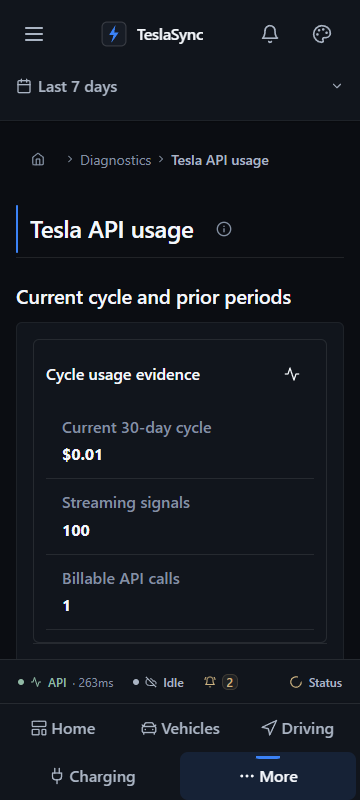 TeslaSync
Last 7 days
Diagnostics Tesla API usage
Tesla API usage
Current cycle and prior periods
Cycle usage evidence
Current 30-day cycle
$0.01
Streaming signals
100
Billable API calls
1
API · 263ms Idle 2 Status
Home Vehicles Driving
Charging More